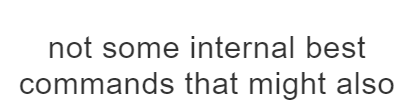 not some internal best
commands that might also